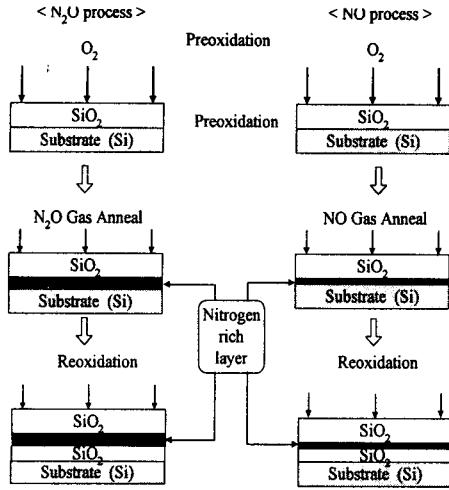 < N₂O process>
< NO process>
Preoxidation
O₂
O₂
SiO₂
Substrate (Si)
Preoxidation
SiO₂
Substrate (Si)
N₂O Gas Anneal
NO Gas Anneal
SiO₂
Substrate (Si)
SiO₂
Substrate (Si)
Nitrogen
rich
layer
Reoxidation
Reoxidation
SiO₂
SiO₂
Substrate (Si)
SiO₂
SiO₂
Substrate (Si)